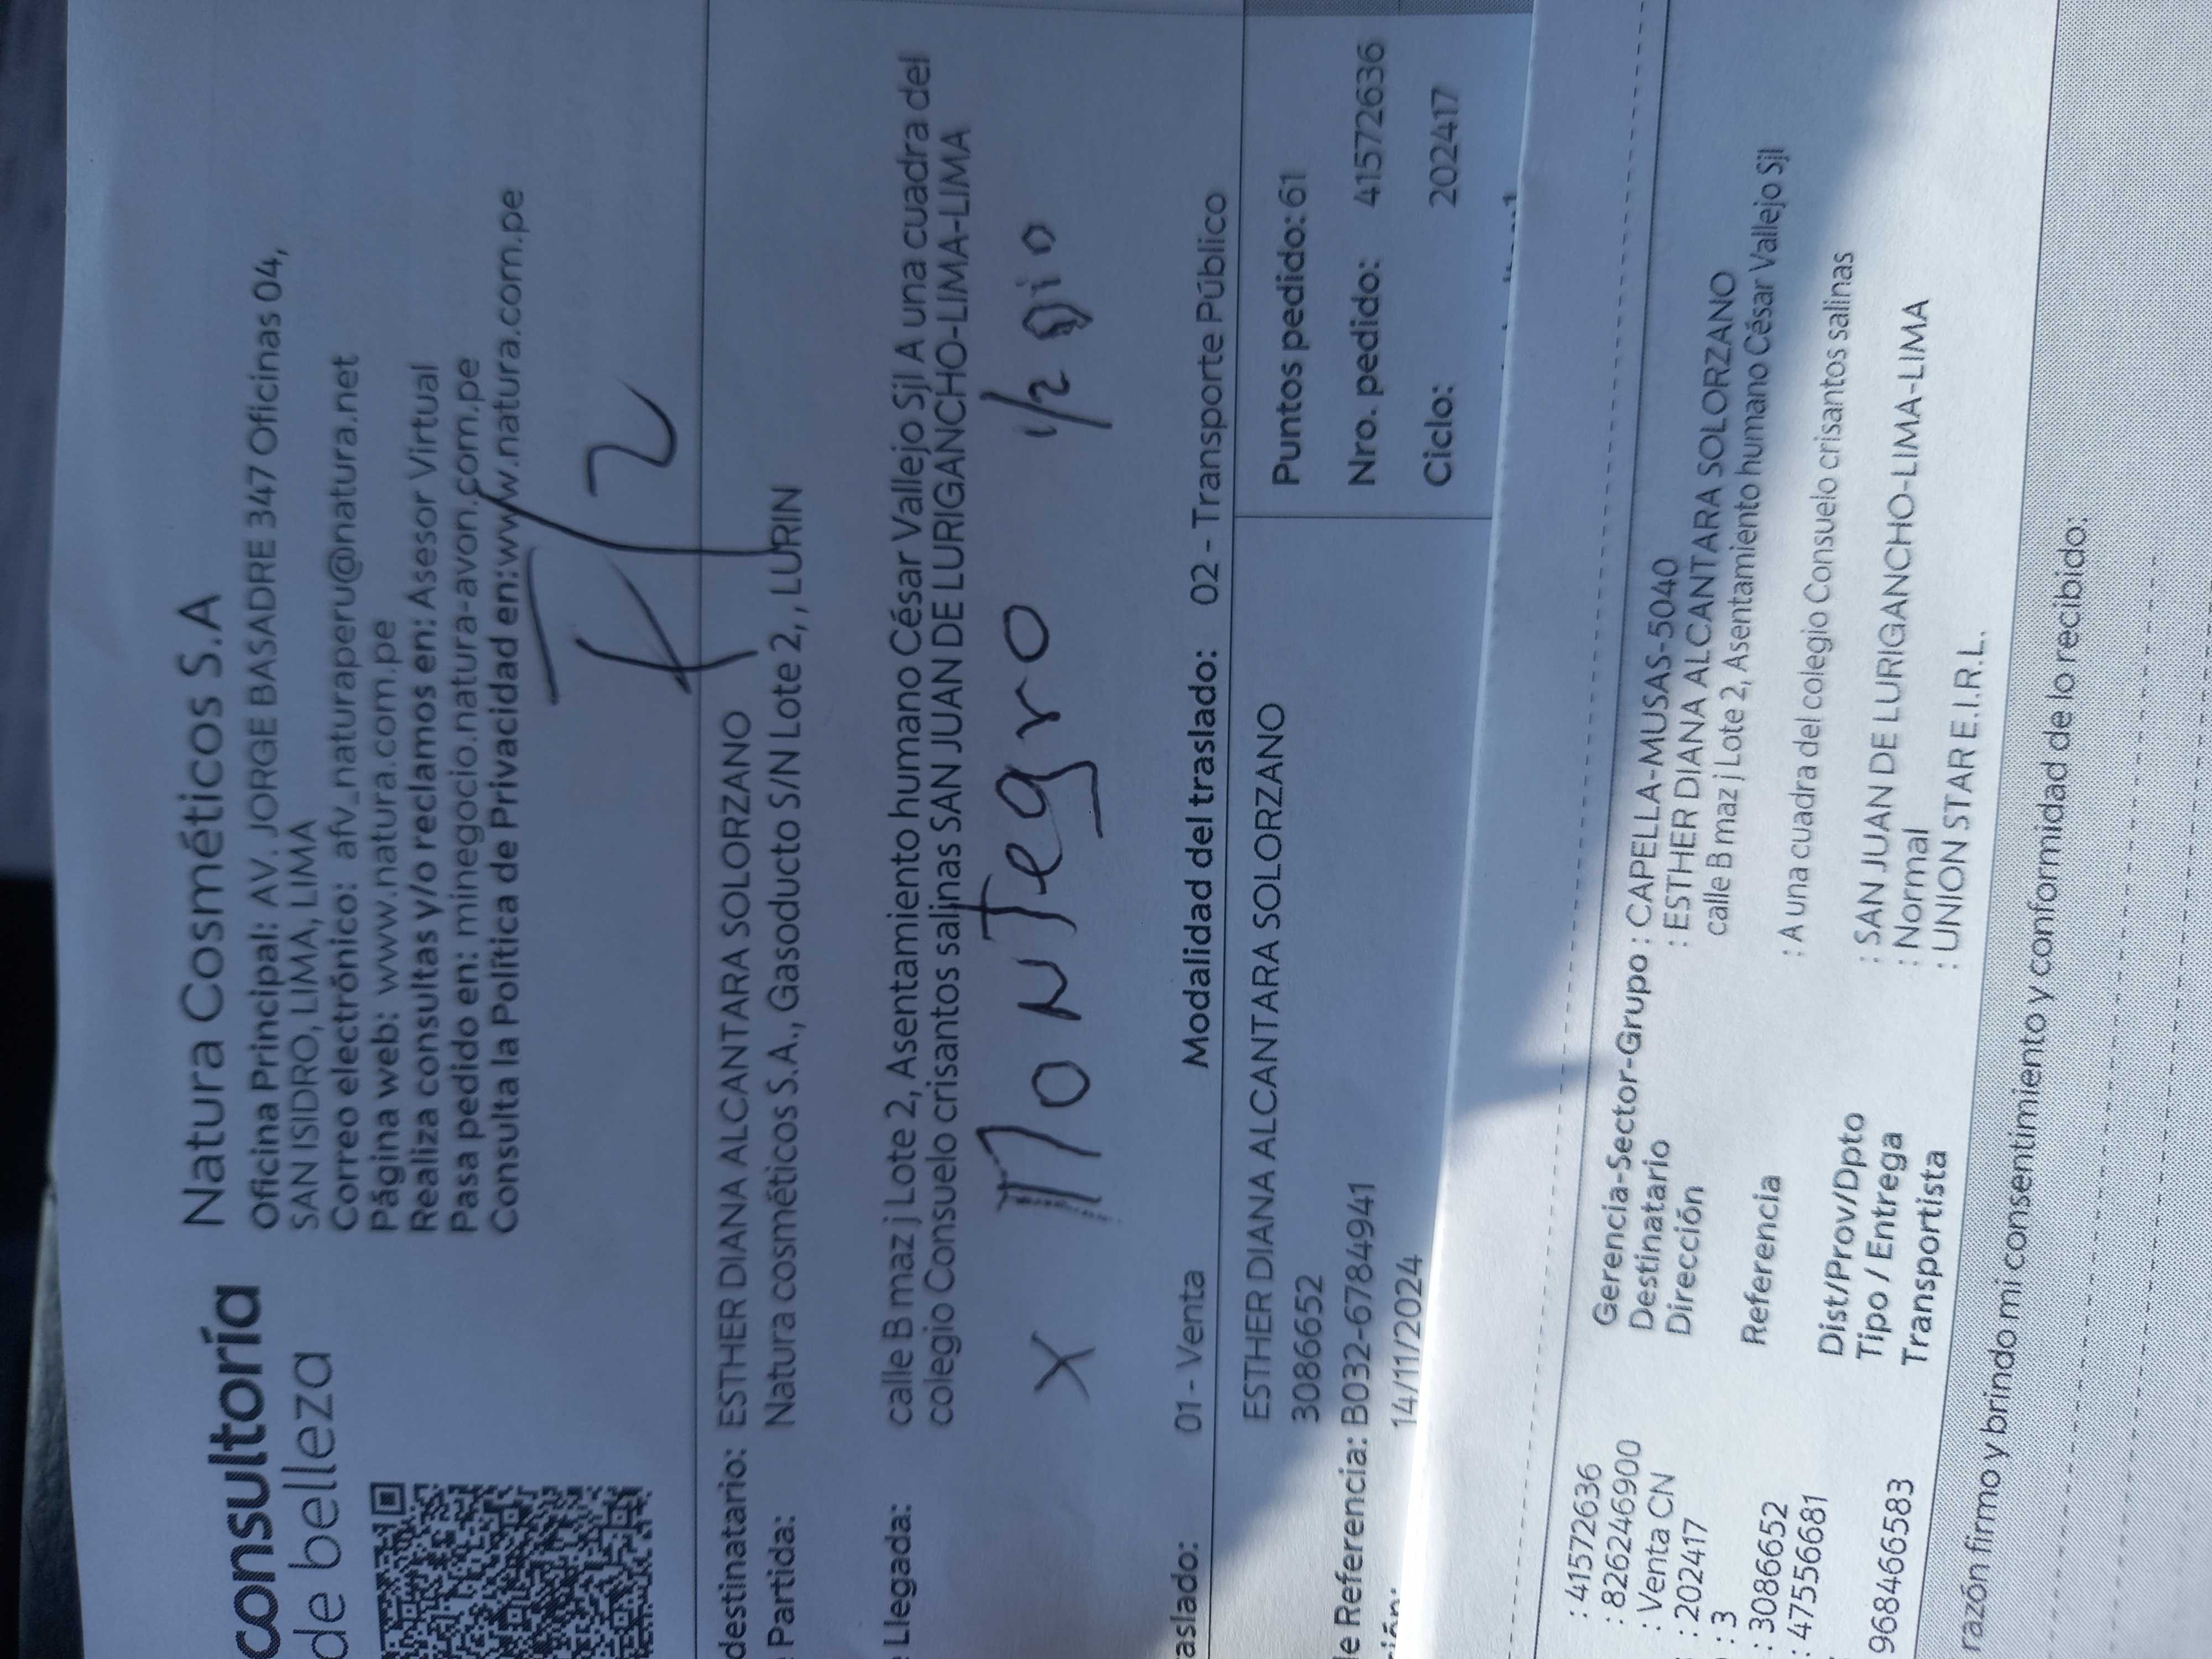 consultoría
de belleza
Natura Cosméticos S.A
Oficina Principal: AV. JORGE BASADRE 347 Oficinas 04,
SAN ISIDRO, LIMA, LIMA
Correo electrónico: afv_naturaperu@natura.net
Página web: www.natura.com.pe
Realiza consultas y/o reclamos en: Asesor Virtual
Pasa pedido en: minegocio.natura-avon.com.pe
Consulta la Política de Privacidad en:www.natura.com.pe
destinatario: ESTHER DIANA ALCANTARA SOLORZANO
Partida: Natura cosméticos S.A., Gasoducto S/N Lote 2, , LURIN
Llegada: calle B maz j Lote 2, Asentamiento humano César Vallejo Sjl A una cuadra del
colegio Consuelo crisantos salinas SAN JUAN DE LURIGANCHO-LIMA-LIMA
x Montegro 1/2
aslado: 01 - Venta Modalidad del traslado: 02 - Transporte Público
ESTHER DIANA ALCANTARA SOLORZANO Puntos pedido:61
3086652
e Referencia: B032-6784941 Nro. pedido: 415726636
14/11/2024 Ciclo: 202417
: 41572636
: 826246900
: Venta CN
: 202417
: 3
: 3086652
: 47556681
968466583
Gerencia-Sector-Grupo : CAPELLA-MUSAS-5040
Destinatario : ESTHER DIANA ALCANTARA SOLORZANO
Dirección calle B maz j Lote 2, Asentamiento humano César Vallejo Sjl
Referencia : A una cuadra del colegio Consuelo crisantos salinas
Dist/Prov/Dpto : SAN JUAN DE LURIGANCHO-LIMA-LIMA
Tipo / Entrega : Normal
Transportista : UNION STAR E.I.R.L.
razón firmo y brindo mi consentimiento y conformidad de lo recibido: